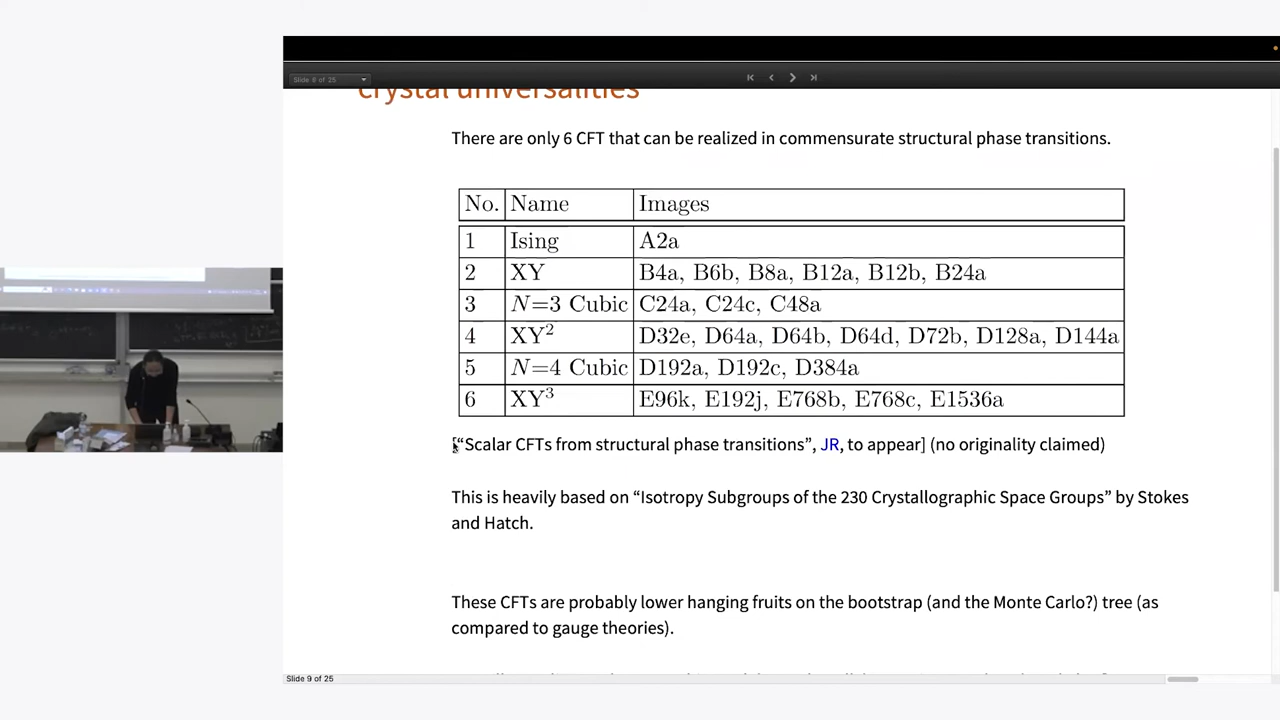 Slide 8 of 25
crystal universalities
There are only 6 CFT that can be realized in commensurate structural phase transitions.
No. Name Images
1 Ising A2a
2 XY B4a, B6b, B8a, B12a, B12b, B24a
3 N=3 Cubic C24a, C24c, C48a
4 XY² D32e, D64a, D64b, D64d, D72b, D128a, D144a
5 N=4 Cubic D192a, D192c, D384a
6 XY³ E96k, E192j, E768b, E768c, E1536a
[“Scalar CFTs from structural phase transitions”, JR, to appear] (no originality claimed)
This is heavily based on “Isotropy Subgroups of the 230 Crystallographic Space Groups” by Stokes
and Hatch.
These CFTs are probably lower hanging fruits on the bootstrap (and the Monte Carlo?) tree (as
compared to gauge theories).
Slide 9 of 25